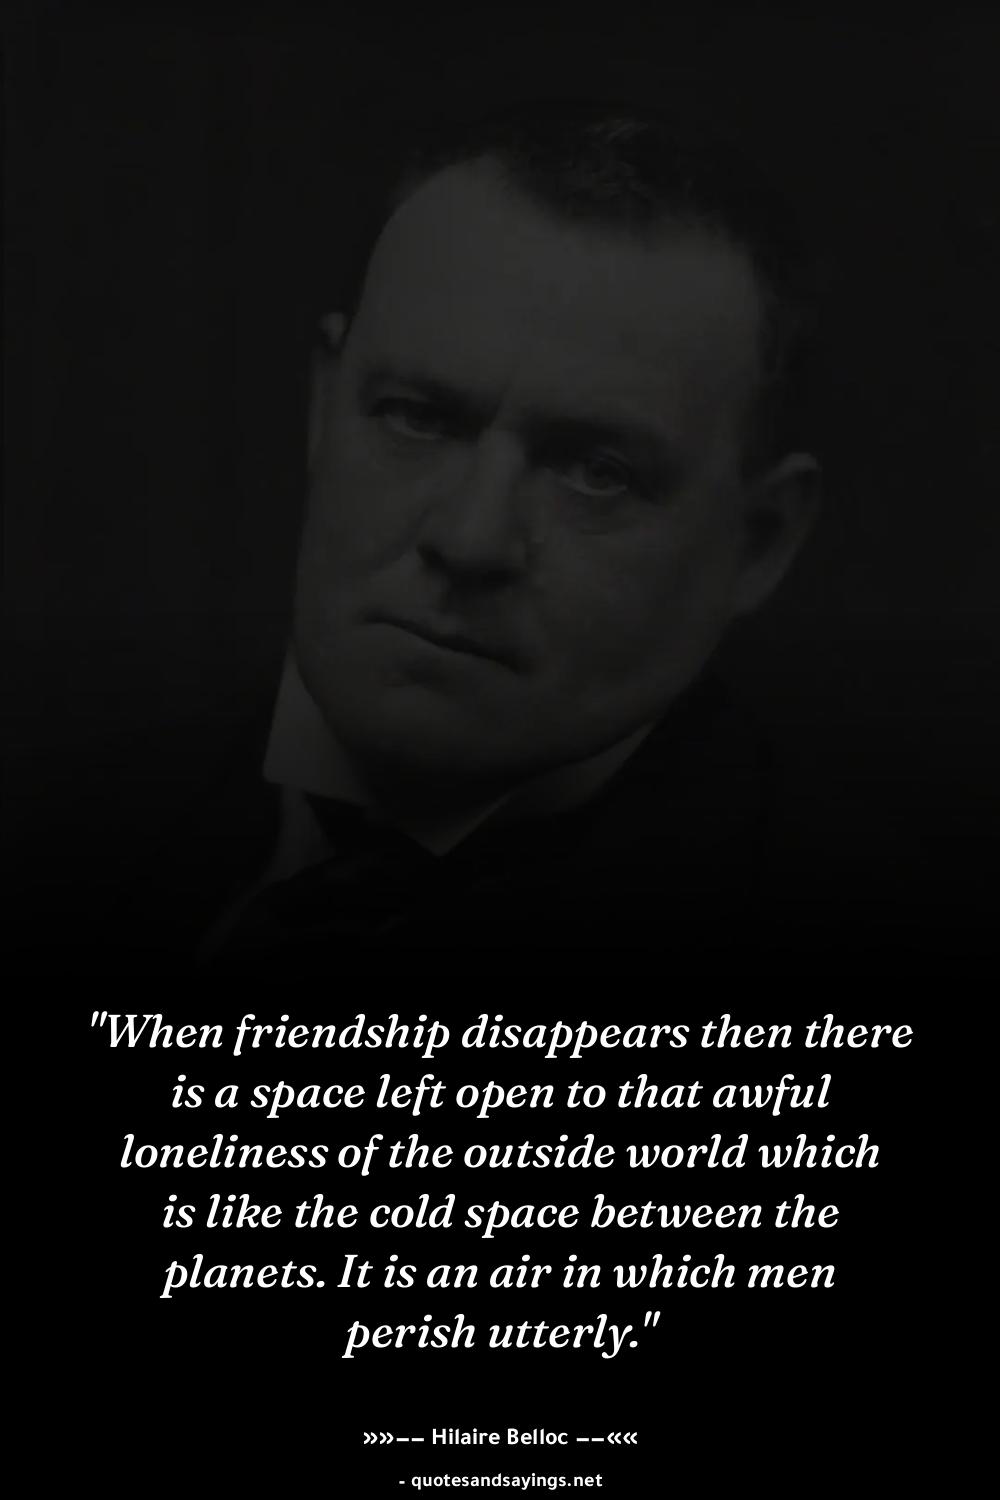 "When friendship disappears then there
is a space left open to that awful
loneliness of the outside world which
is like the cold space between the
planets. It is an air in which men
perish utterly."
»»−− Hilaire Belloc −−««
- quotesandsayings.net